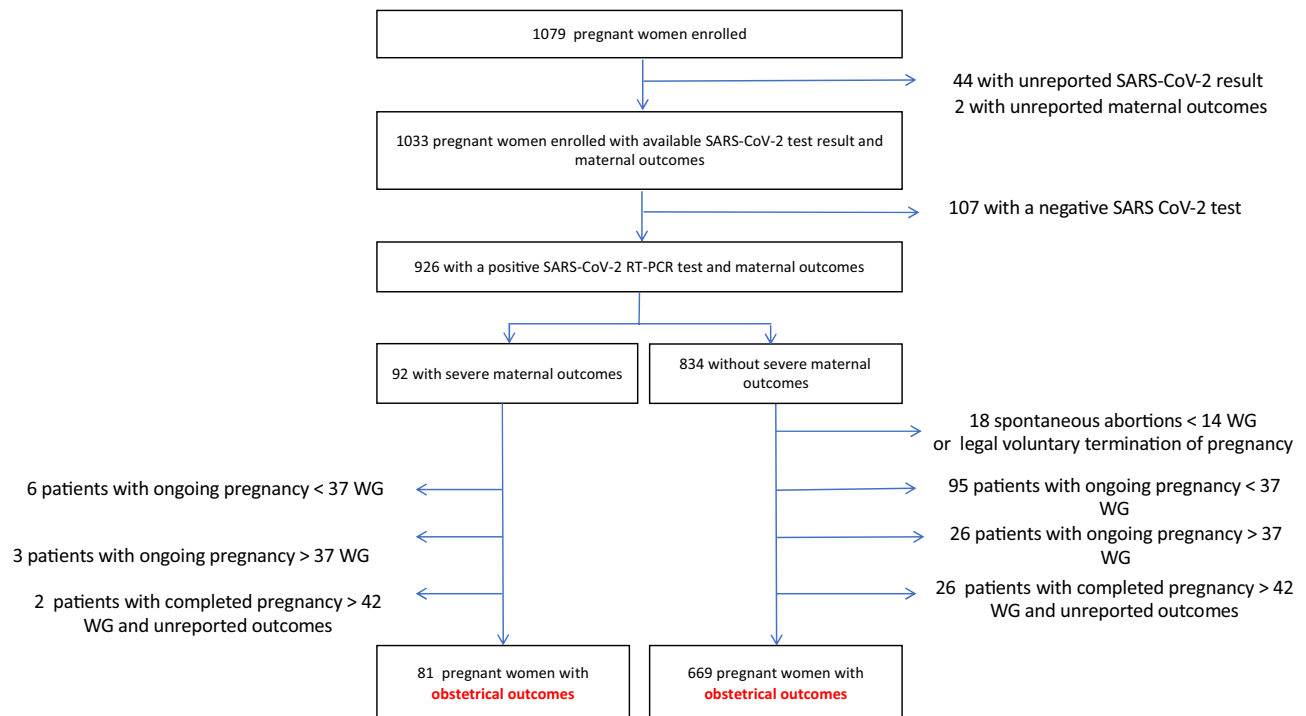 1079 pregnant women enrolled
44 with unreported SARS-CoV-2 result
2 with unreported maternal outcomes
1033 pregnant women enrolled with available SARS-CoV-2 test result and
maternal outcomes
107 with a negative SARS CoV-2 test
926 with a positive SARS-CoV-2 RT-PCR test and maternal outcomes
92 with severe maternal outcomes
834 without severe maternal
outcomes
18 spontaneous abortions < 14 WG
or legal voluntary termination of pregnancy
6 patients with ongoing pregnancy < 37 WG
95 patients with ongoing pregnancy < 37
WG
3 patients with ongoing pregnancy > 37 WG
26 patients with ongoing pregnancy > 37
WG
2 patients with completed pregnancy > 42
WG and unreported outcomes
26 patients with completed pregnancy > 42
WG and unreported outcomes
81 pregnant women with
obstetrical outcomes
669 pregnant women with
obstetrical outcomes